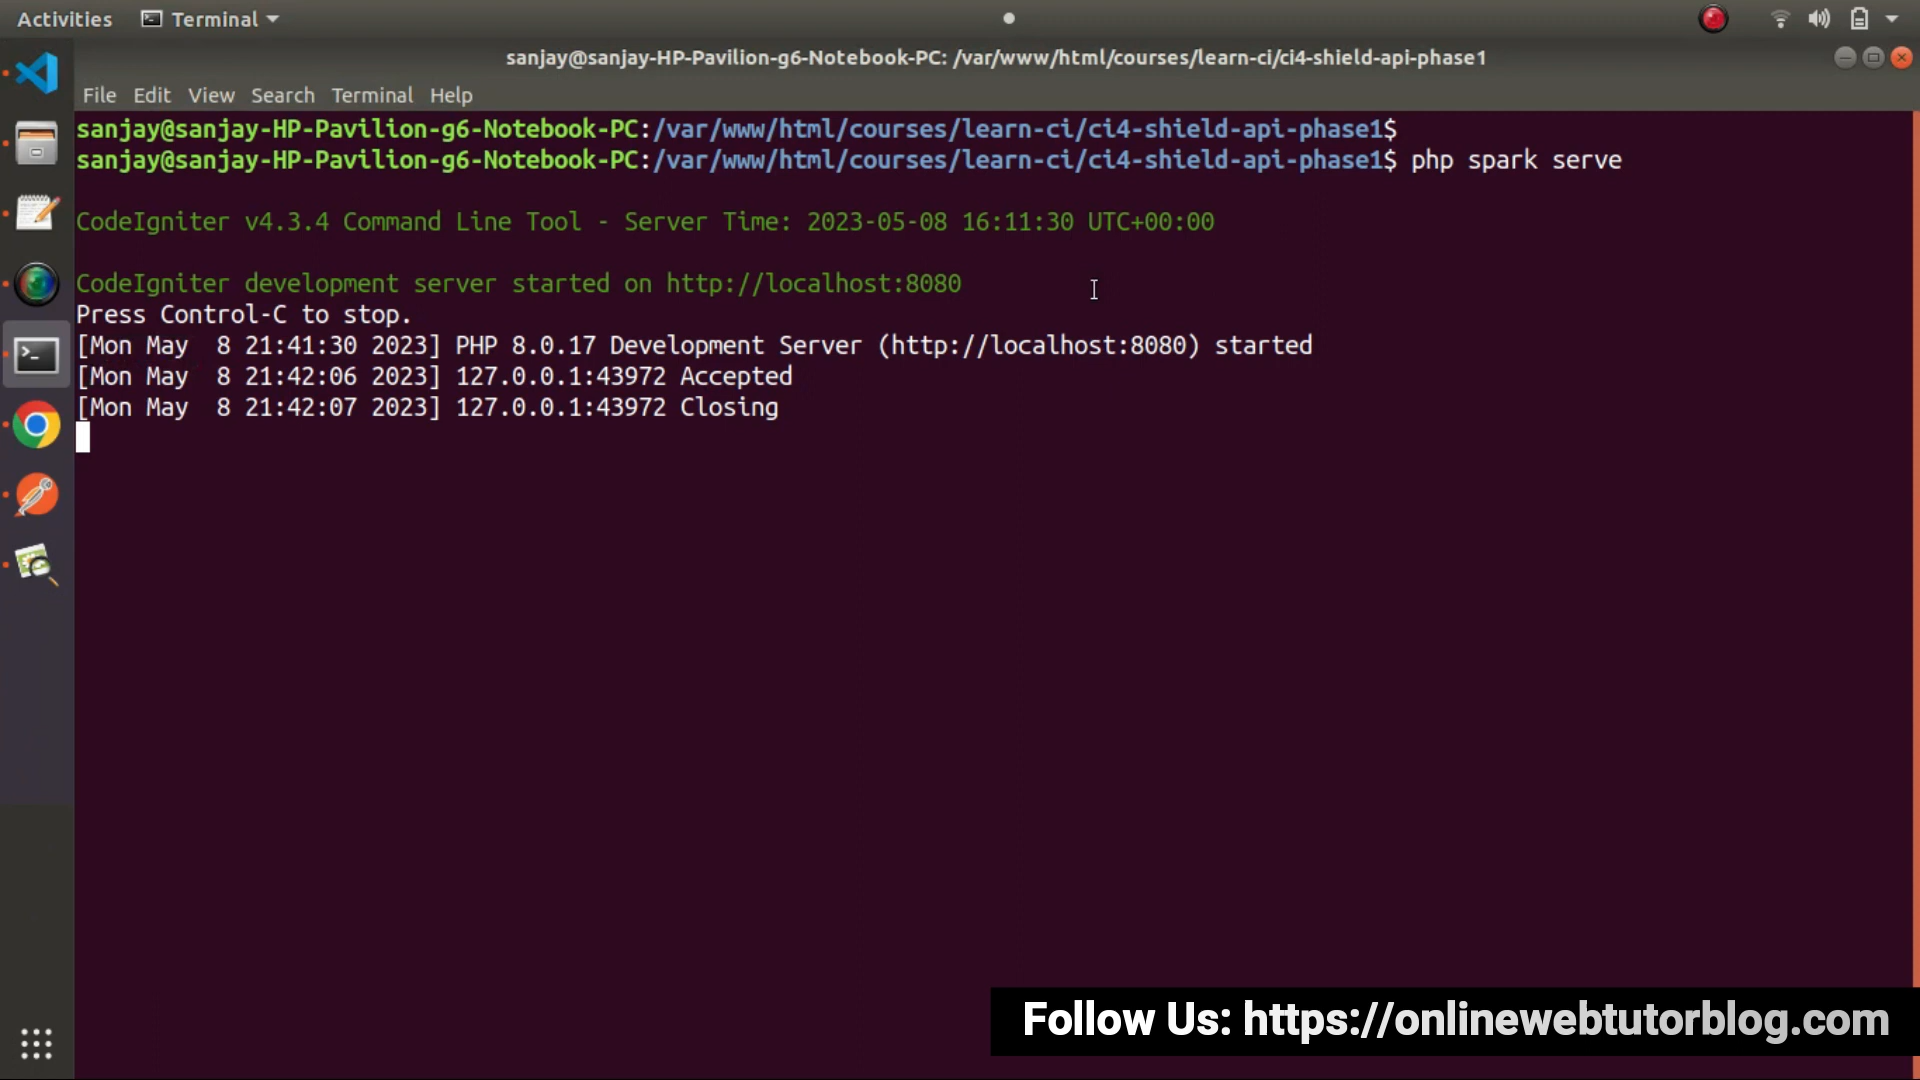 Activities Terminal
sanjay@sanjay-HP-Pavilion-g6-Notebook-PC: /var/www/html/courses/learn-ci/ci4-shield-api-phase1
File Edit View Search Terminal Help
sanjay@sanjay-HP-Pavilion-g6-Notebook-PC:/var/www/html/courses/learn-ci/ci4-shield-api-phase1$
sanjay@sanjay-HP-Pavilion-g6-Notebook-PC:/var/www/html/courses/learn-ci/ci4-shield-api-phase1$ php spark serve
CodeIgniter v4.3.4 Command Line Tool - Server Time: 2023-05-08 16:11:30 UTC+00:00
CodeIgniter development server started on http://localhost:8080
Press Control-C to stop.
[Mon May  8 21:41:30 2023] PHP 8.0.17 Development Server (http://localhost:8080) started
[Mon May  8 21:42:06 2023] 127.0.0.1:43972 Accepted
[Mon May  8 21:42:07 2023] 127.0.0.1:43972 Closing
Follow Us: https://onlinewebtutorblog.com